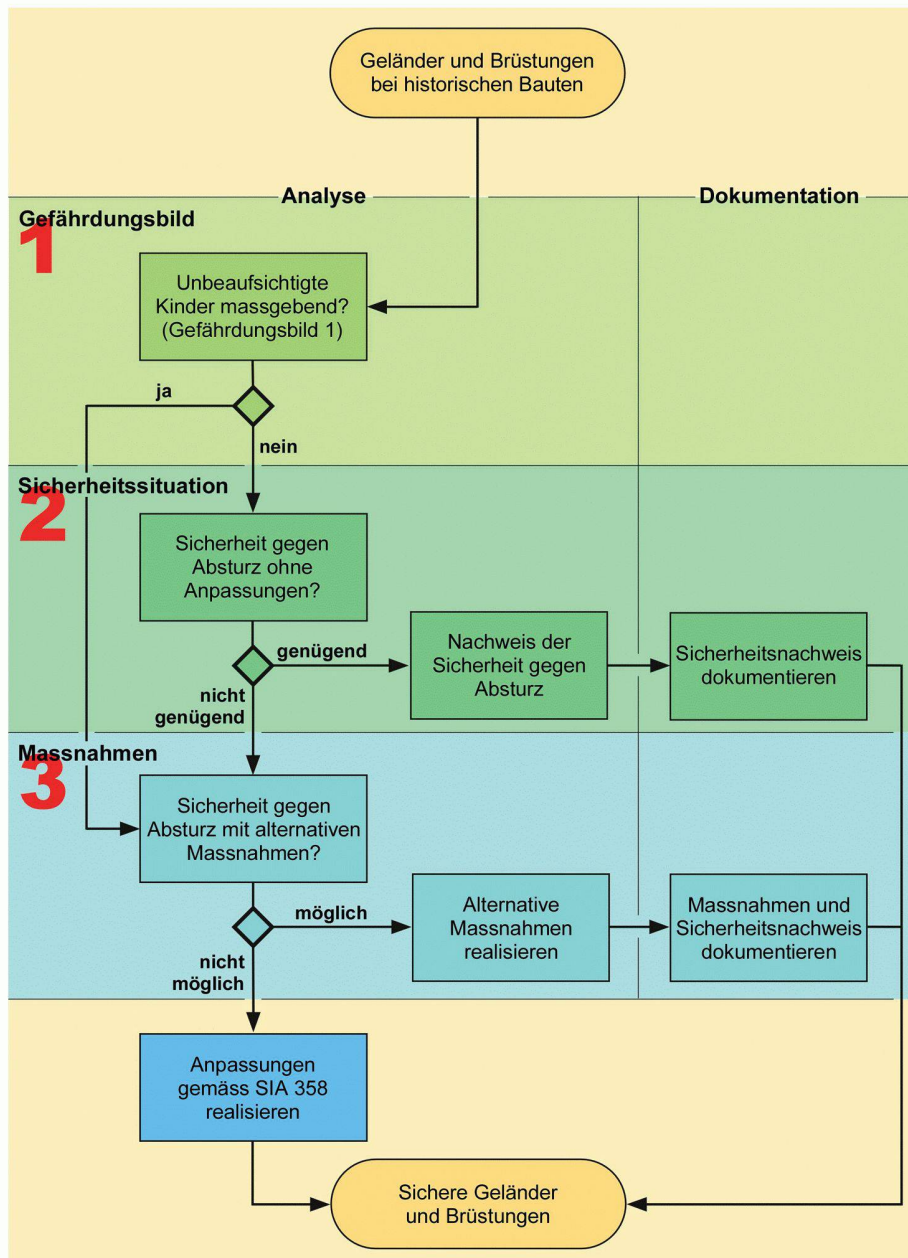 Geländer und Brüstungen
bei historischen Bauten
Analyse
Dokumentation
Gefährdungsbild
1
Unbeaufsichtigte
Kinder massgebend?
(Gefährdungsbild 1)
ja
nein
Sicherheitssituation
2
Sicherheit gegen
Absturz ohne
Anpassungen?
genügend
nicht
genügend
Nachweis der
Sicherheit gegen
Absturz
Sicherheitsnachweis
dokumentieren
Massnahmen
3
Sicherheit gegen
Absturz mit alternativen
Massnahmen?
möglich
nicht
möglich
Alternative
Massnahmen
realisieren
Massnahmen und
Sicherheitsnachweis
dokumentieren
Anpassungen
gemäss SIA 358
realisieren
Sichere Geländer
und Brüstungen